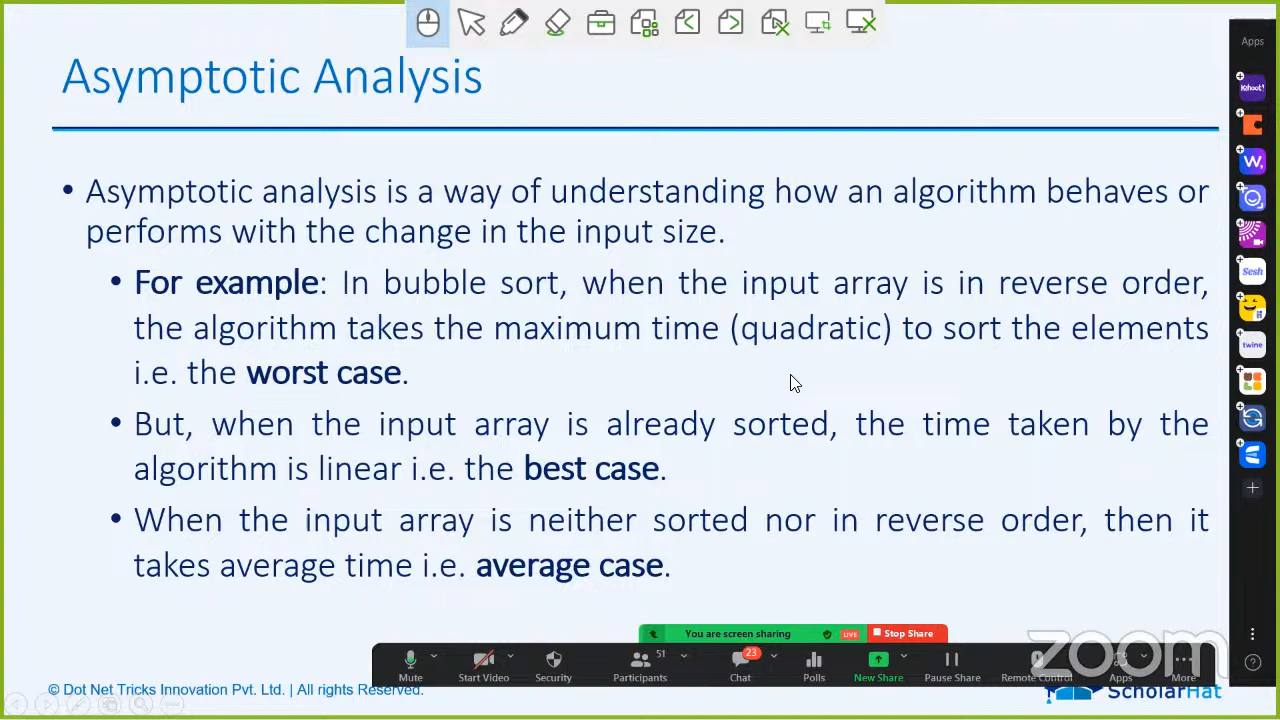 Apps
Asymptotic Analysis
Kahoot!
W
• Asymptotic analysis is a way of understanding how an algorithm behaves or
performs with the change in the input size.
• For example: In bubble sort, when the input array is in reverse order,
the algorithm takes the maximum time (quadratic) to sort the elements
i.e. the worst case.
Sesh
twine
• But, when the input array is already sorted, the time taken by the
algorithm is linear i.e. the best case.
• When the input array is neither sorted nor in reverse order, then it
takes average time i.e. average case.
You are screen sharing LIVE Stop Share
zoom
51 23
Mute Start Video Security Participants Chat Polls New Share Pause Share Remote Control Apps More
© Dot Net Tricks Innovation Pvt. Ltd. | All rights Reserved.
ScholarHat